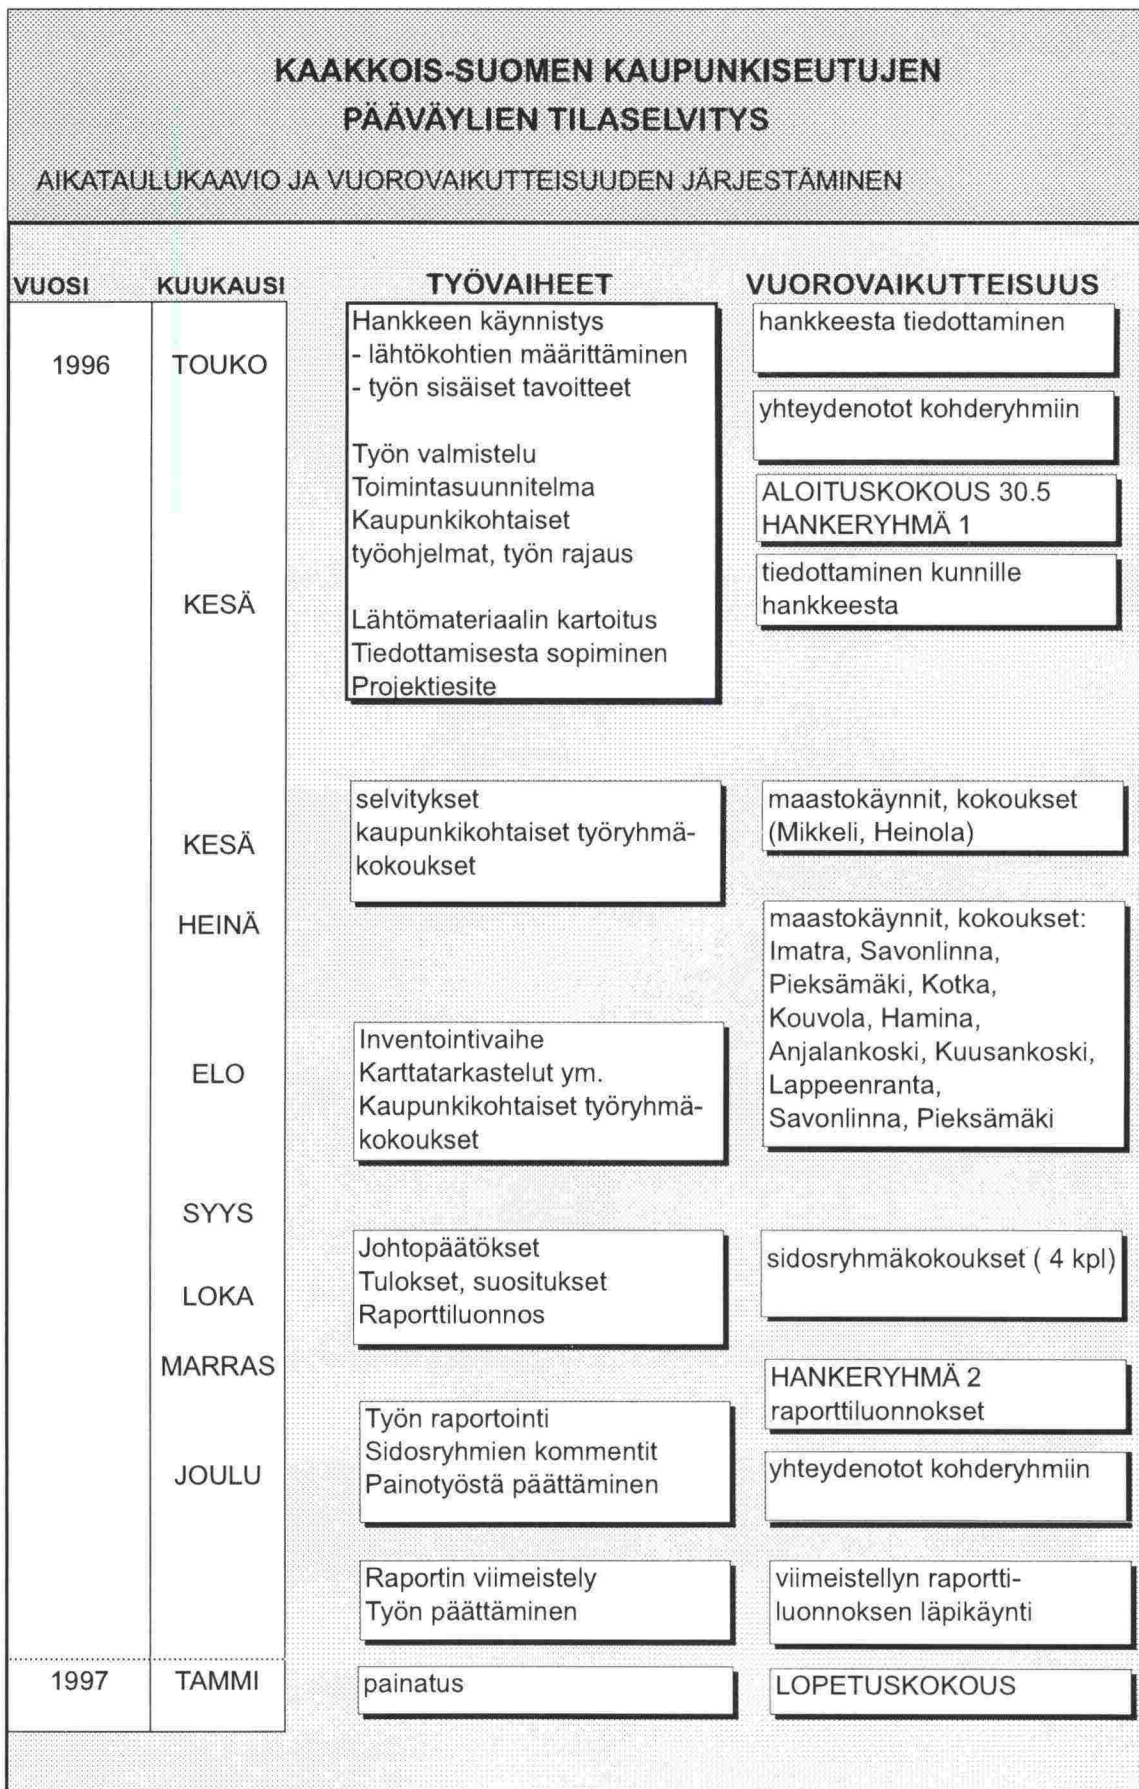 KAAKKOIS-SUOMEN KAUPUNKISEUTUJEN
PÄÄVÄYLIEN TILASELVITYS
AIKATAULUKAAVIO JA VUOROVAIKUTTEISUUDEN JÄRJESTÄMINEN
VUOSI KUUKAUSI TYÖVAIHEET VUOROVAIKUTTEISUUS
1996
TOUKO
Hankkeen käynnistys
- lähtökohtien määrittäminen
- työn sisäiset tavoitteet
Työn valmistelu
Toimintasuunnitelma
Kaupunkikohtaiset
työohjelmat, työn rajaus
Lähtömateriaalin kartoitus
Tiedottamisesta sopiminen
Projektiesite
hankkeesta tiedottaminen
yhteydenotot kohderyhmiin
ALOITUSKOKOUS 30.5
HANKERYHMÄ 1
KESÄ
tiedottaminen kunnille
hankkeesta
KESÄ
selvitykset
kaupunkikohtaiset työryhmä-
kokoukset
maastokäynnit, kokoukset
(Mikkeli, Heinola)
HEINÄ
maastokäynnit, kokoukset:
Imatra, Savonlinna,
Pieksämäki, Kotka,
Kouvola, Hamina,
Anjalankoski, Kuusankoski,
Lappeenranta,
Savonlinna, Pieksämäki
ELO
Inventointivaihe
Karttatarkastelut ym.
Kaupunkikohtaiset työryhmä-
kokoukset
SYYS
LOKA
Johtopäätökset
Tulokset, suositukset
Raporttiluonnos
sidosryhmäkokoukset ( 4 kpl)
MARRAS
HANKERYHMÄ 2
raporttiluonnokset
JOULU
Työn raportointi
Sidosryhmien kommentit
Painotyöstä päättäminen
yhteydenotot kohderyhmiin
Raportin viimeistely
Työn päättäminen
viimeistellyn raportti-
luonnoksen läpikäynti
1997 TAMMI painatus LOPETUSKOKOUS